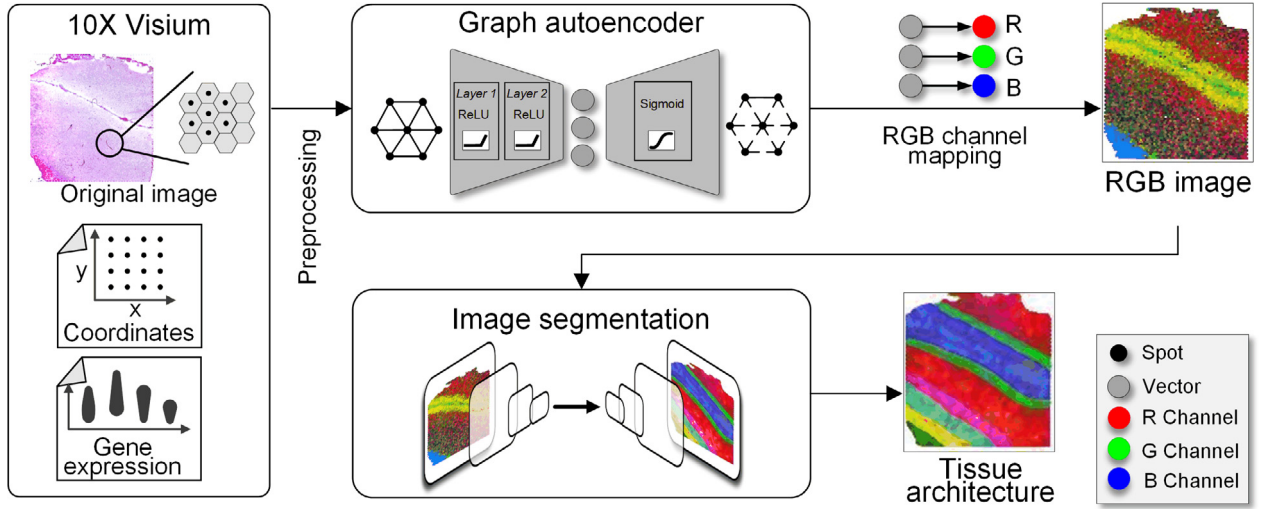 10X Visium
Original image
y
x
Coordinates
Gene
expression
Preprocessing
Graph autoencoder
Layer 1
ReLU
Layer 2
ReLU
Sigmoid
R
G
B
RGB channel
mapping
RGB image
Image segmentation
Tissue
architecture
Spot
Vector
R Channel
G Channel
B Channel